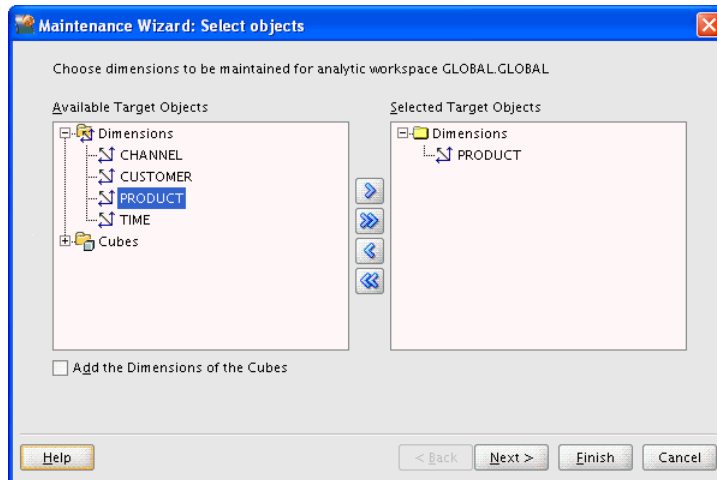 Maintenance Wizard: Select objects
Choose dimensions to be maintained for analytic workspace GLOBAL.GLOBAL
Available Target Objects
Dimensions
CHANNEL
CUSTOMER
PRODUCT
TIME
Cubes
Selected Target Objects
Dimensions
PRODUCT
Add the Dimensions of the Cubes
Help
< Back
Next >
Finish
Cancel